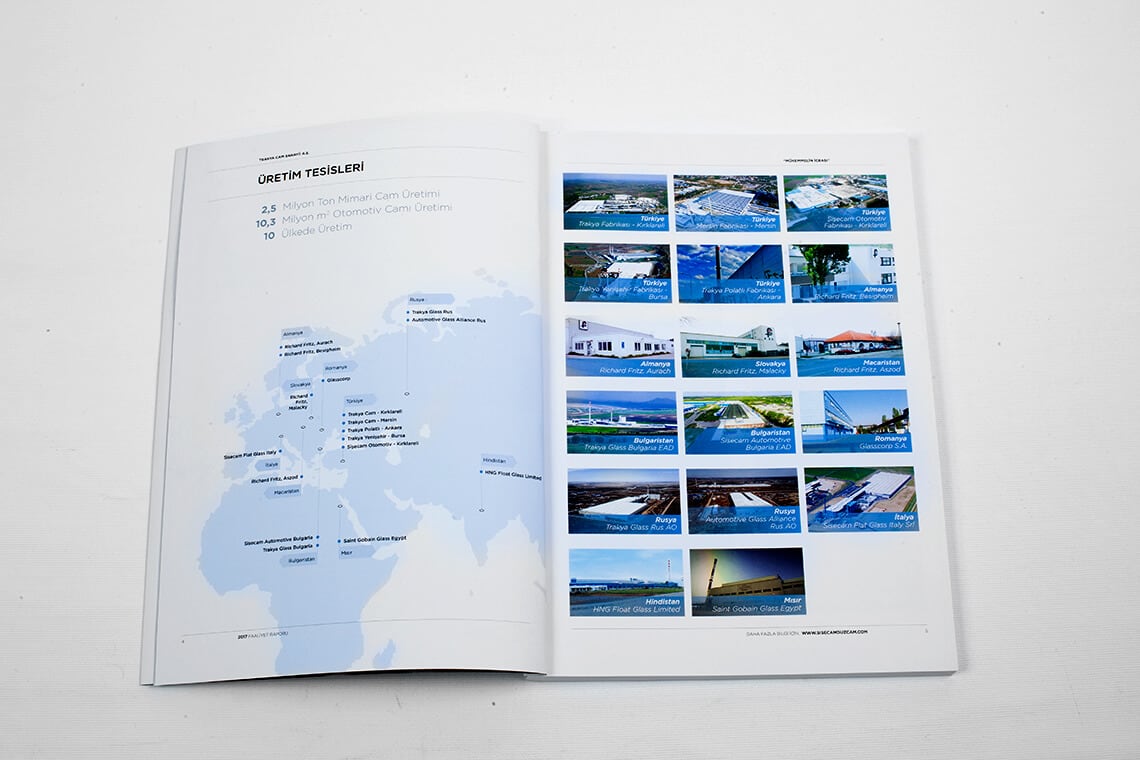 TRAKYA CAM SANAYİİ A.Ş.
ÜRETİM TESİSLERİ
2,5 Milyon Ton Mimari Cam Üretimi
10,3 Milyon m² Otomotiv Camı Üretimi
10 Ülkede Üretim
Rusya
Trakya Glass Rus
Automotive Glass Alliance Rus
Almanya
Richard Fritz, Aurach
Richard Fritz, Besigheim
Romanya
Glasscorp
Slovakya
Richard
Fritz,
Malacky
Türkiye
Trakya Cam - Kırklareli
Trakya Cam - Mersin
Trakya Polatlı - Ankara
Trakya Yenişehir - Bursa
Şişecam Otomotiv - Kırklareli
Sisecam Flat Glass Italy
İtalya
Richard Fritz, Aszod
Macaristan
Hindistan
HNG Float Glass Limited
Sisecam Automotive Bulgaria
Trakya Glass Bulgaria
Bulgaristan
Saint Gobain Glass Egypt
Mısır
4
2017 FAALİYET RAPORU
"MÜKEMMELİN İCRASI"
Türkiye
Trakya Fabrikası - Kırklareli
Türkiye
Mersin Fabrikası - Mersin
Türkiye
Şişecam Otomotiv
Fabrikası - Kırklareli
Türkiye
Trakya Yenişehir Fabrikası -
Bursa
Türkiye
Trakya Polatlı Fabrikası -
Ankara
Almanya
Richard Fritz, Besigheim
Almanya
Richard Fritz, Aurach
Slovakya
Richard Fritz, Malacky
Macaristan
Richard Fritz, Aszod
Bulgaristan
Trakya Glass Bulgaria EAD
Bulgaristan
Sisecam Automotive
Bulgaria EAD
Romanya
Glasscorp S.A.
Rusya
Trakya Glass Rus AO
Rusya
Automotive Glass Alliance
Rus AO
İtalya
Sisecam Flat Glass Italy Srl
Hindistan
HNG Float Glass Limited
Mısır
Saint Gobain Glass Egypt
DAHA FAZLA BİLGİ İÇİN; WWW.SISECAMDUZCAM.COM
5